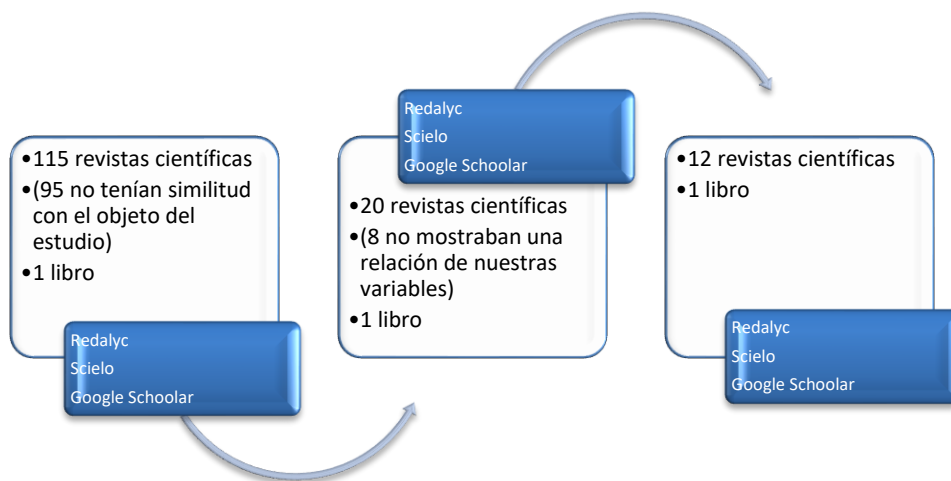 •115 revistas científicas
•(95 no tenían similitud
con el objeto del
estudio)
•1 libro
Redalyc
Scielo
Google Schoolar
Redalyc
Scielo
Google Schoolar
•20 revistas científicas
•(8 no mostraban una
relación de nuestras
variables)
•1 libro
•12 revistas científicas
•1 libro
Redalyc
Scielo
Google Schoolar